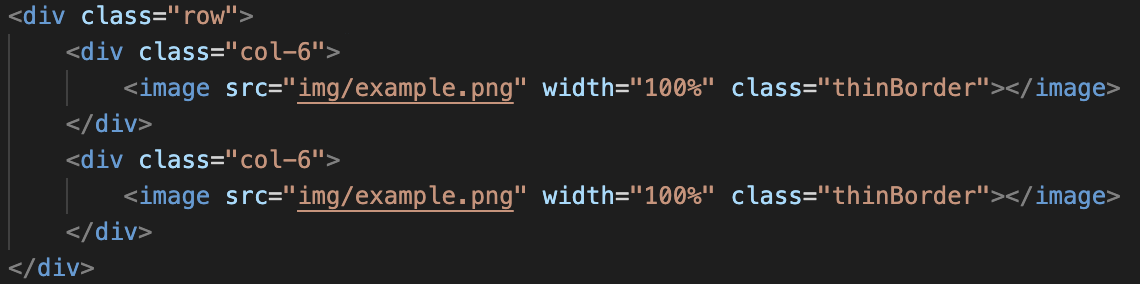 <div class="row">
<div class="col-6">
<image src="img/example.png" width="100%" class="thinBorder"></image>
</div>
<div class="col-6">
<image src="img/example.png" width="100%" class="thinBorder"></image>
</div>
</div>